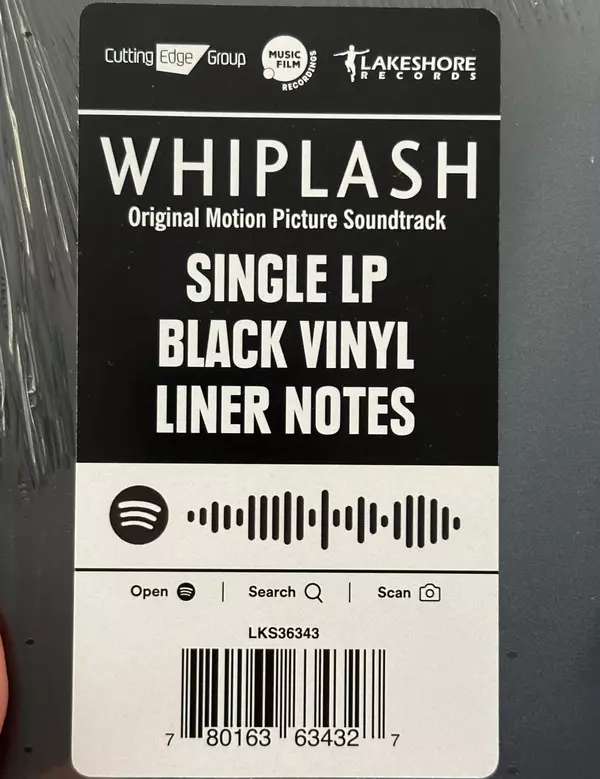 Cutting Edge Group
MUSIC
FILM
RECORDINGS
LAKESHORE
RECORDS
WHIPLASH
Original Motion Picture Soundtrack
SINGLE LP
BLACK VINYL
LINER NOTES
Open | Search | Scan
LKS36343
7 80163 63432 7